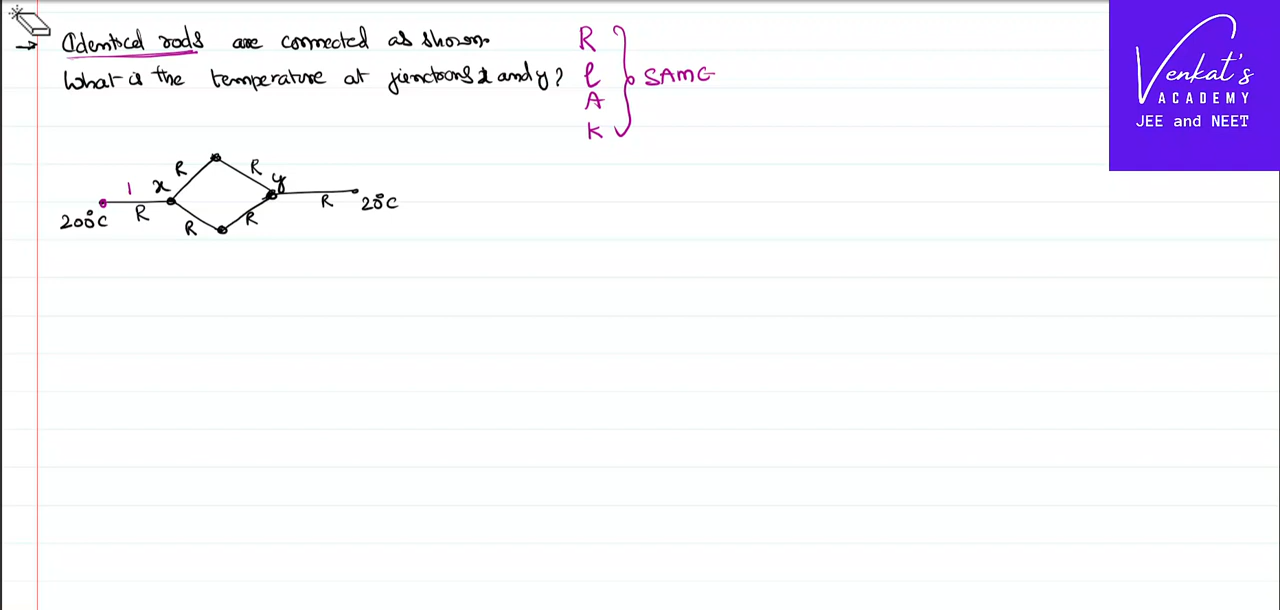 → Identical rods are connected as shown.
What is the temperature at junctions x and y?
R
l
A
K
SAME
R
R
1
x
y
200°C
R
R
R
R
20°C
Venkat's
ACADEMY
JEE and NEET